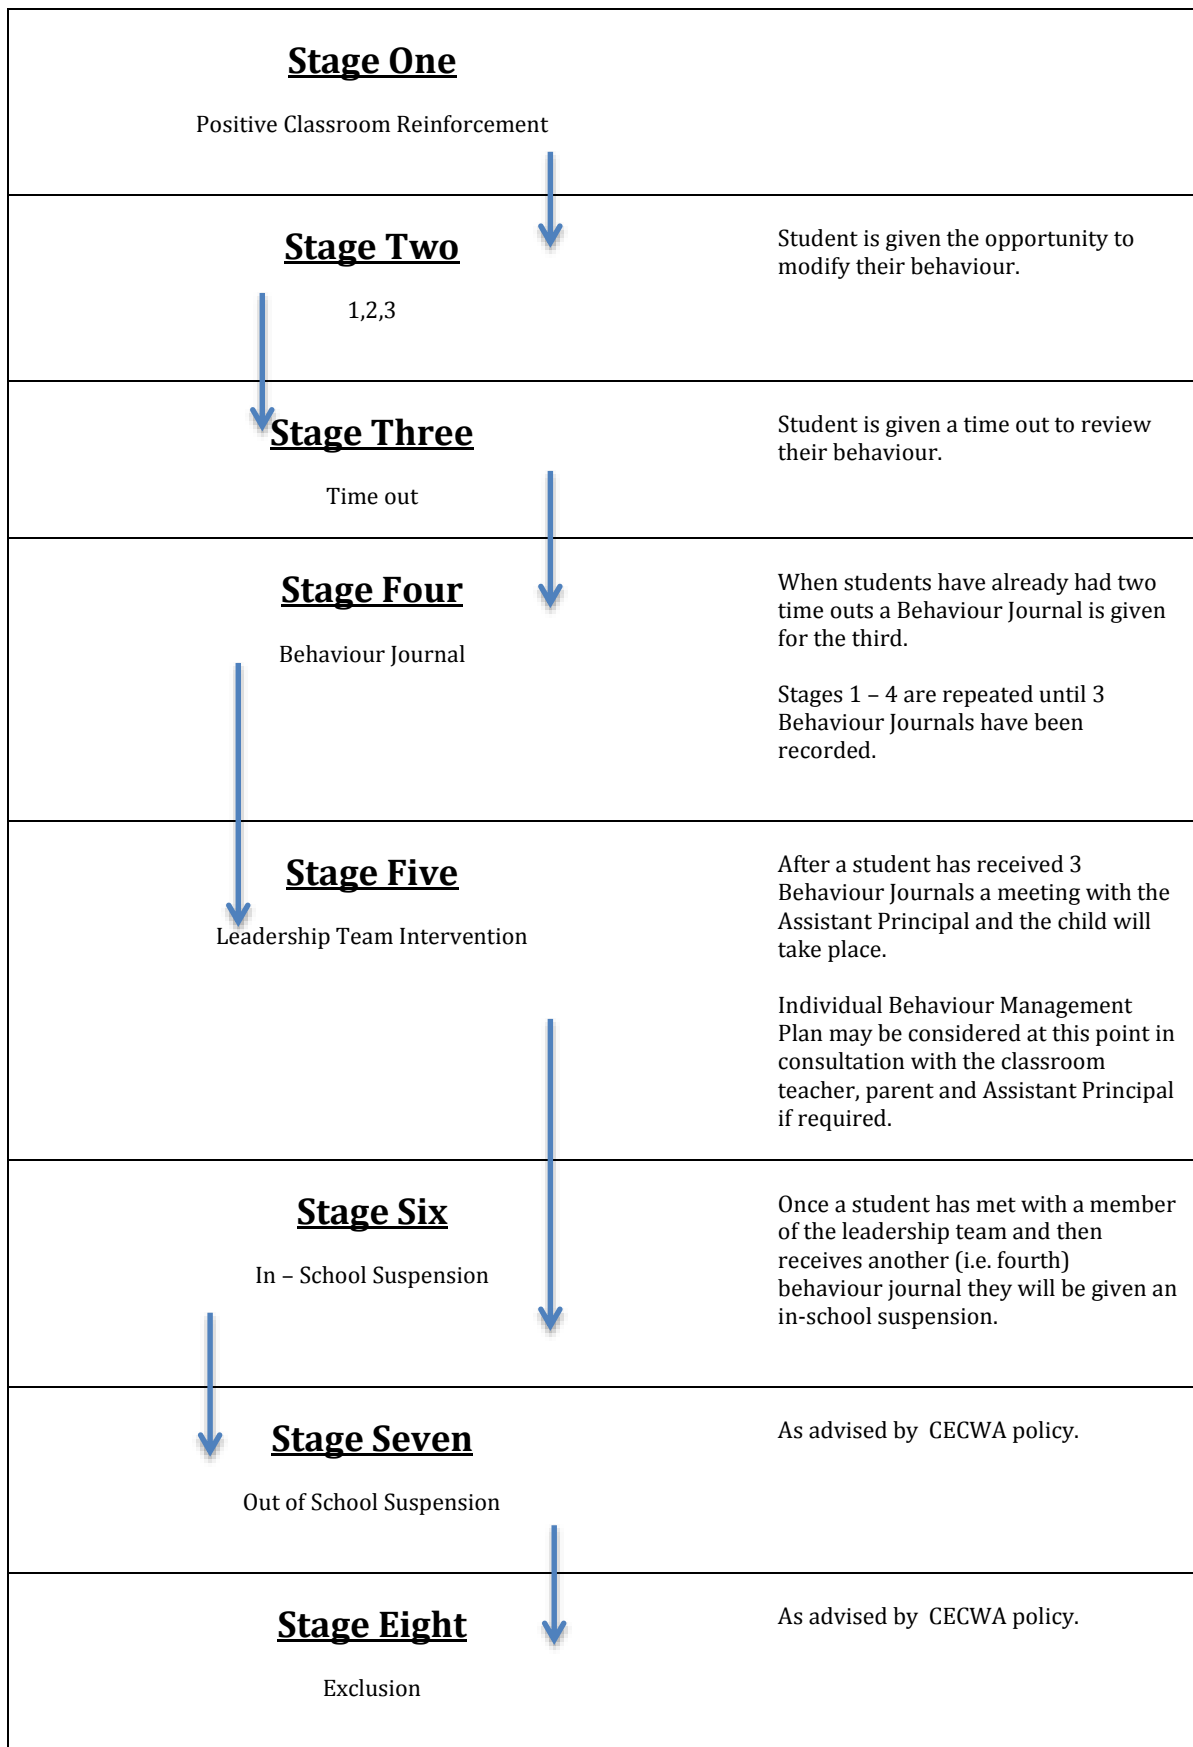 Stage One
Positive Classroom Reinforcement
Stage Two
1,2,3
Student is given the opportunity to
modify their behaviour.
Stage Three
Time out
Student is given a time out to review
their behaviour.
Stage Four
Behaviour Journal
When students have already had two
time outs a Behaviour Journal is given
for the third.
Stages 1 – 4 are repeated until 3
Behaviour Journals have been
recorded.
Stage Five
Leadership Team Intervention
After a student has received 3
Behaviour Journals a meeting with the
Assistant Principal and the child will
take place.
Individual Behaviour Management
Plan may be considered at this point in
consultation with the classroom
teacher, parent and Assistant Principal
if required.
Stage Six
In – School Suspension
Once a student has met with a member
of the leadership team and then
receives another (i.e. fourth)
behaviour journal they will be given an
in-school suspension.
Stage Seven
Out of School Suspension
As advised by  CECWA policy.
Stage Eight
Exclusion
As advised by  CECWA policy.